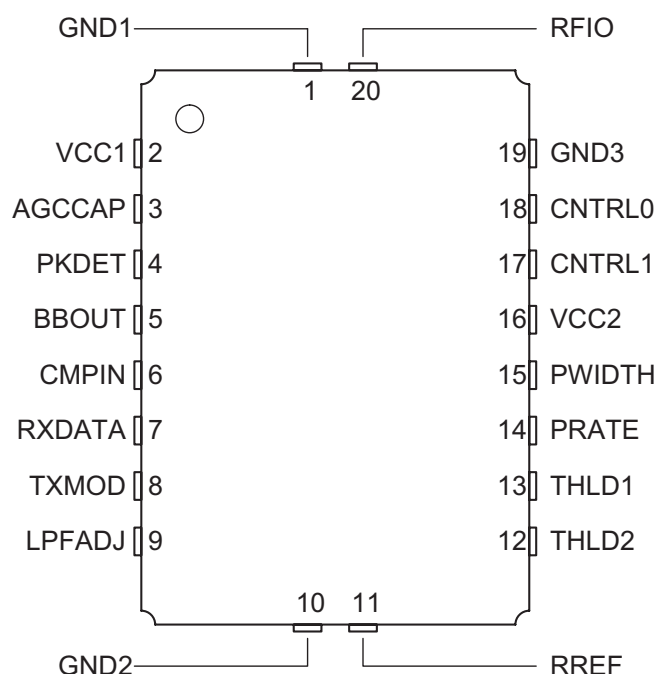 GND1 RFIO
1 20
VCC1 2 19 GND3
AGCCAP 3 18 CNTRL0
PKDET 4 17 CNTRL1
BBOUT 5 16 VCC2
CMPIN 6 15 PWIDTH
RXDATA 7 14 PRATE
TXMOD 8 13 THLD1
LPFADJ 9 12 THLD2
10 11
GND2 RREF